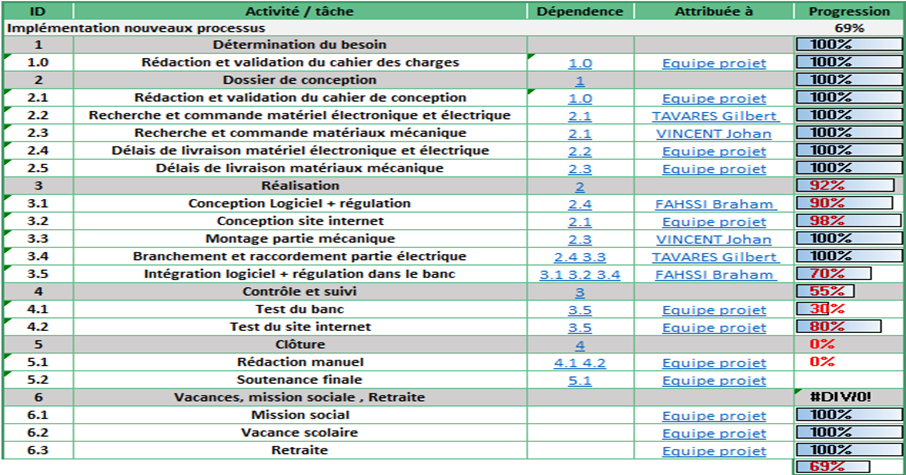 ID Activité / tâche Dépendence Attribuée à Progression
Implémentation nouveaux processus 69%
1 Détermination du besoin 100%
1.0 Rédaction et validation du cahier des charges 1.0 Equipe projet 100%
2 Dossier de conception 1 100%
2.1 Rédaction et validation du cahier de conception 1.0 Equipe projet 100%
2.2 Recherche et commande matériel électronique et électrique 2.1 TAVARES Gilbert 100%
2.3 Recherche et commande matériaux mécanique 2.1 VINCENT Johan 100%
2.4 Délais de livraison matériel électronique et électrique 2.2 Equipe projet 100%
2.5 Délais de livraison matériaux mécanique 2.3 Equipe projet 100%
3 Réalisation 2 92%
3.1 Conception Logiciel + régulation 2.4 FAHSSI Braham 90%
3.2 Conception site internet 2.1 Equipe projet 98%
3.3 Montage partie mécanique 2.3 VINCENT Johan 100%
3.4 Branchement et raccordement partie électrique 2.4 3.3 TAVARES Gilbert 100%
3.5 Intégration logiciel + régulation dans le banc 3.1 3.2 3.4 FAHSSI Braham 70%
4 Contrôle et suivi 3 55%
4.1 Test du banc 3.5 Equipe projet 30%
4.2 Test du site internet 3.5 Equipe projet 80%
5 Clôture 4 0%
5.1 Rédaction manuel 4.1 4.2 Equipe projet 0%
5.2 Soutenance finale 5.1 Equipe projet
6 Vacances, mission sociale , Retraite #DIV/0!
6.1 Mission social Equipe projet 100%
6.2 Vacance scolaire Equipe projet 100%
6.3 Retraite Equipe projet 100%
69%